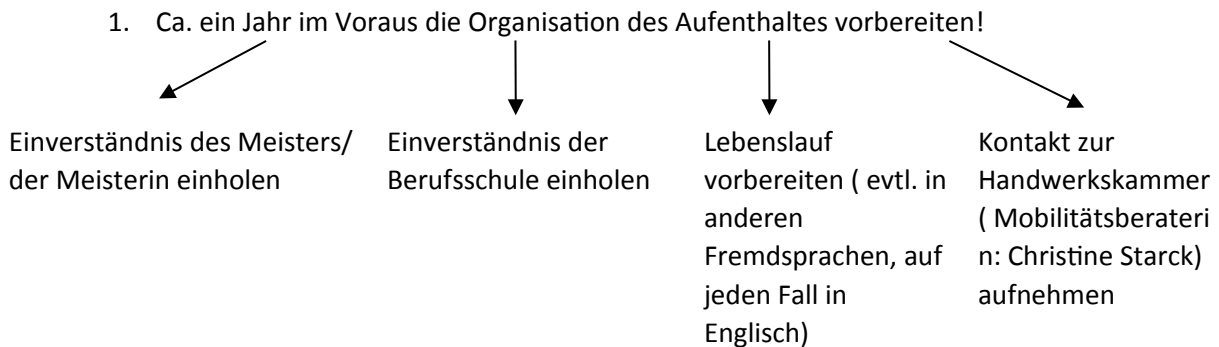 1. Ca. ein Jahr im Voraus die Organisation des Aufenthaltes vorbereiten!
Einverständnis des Meisters/
der Meisterin einholen
Einverständnis der
Berufsschule einholen
Lebenslauf
vorbereiten ( evtl. in
anderen
Fremdsprachen, auf
jeden Fall in
Englisch)
Kontakt zur
Handwerkskammer
( Mobilitätsberateri
n: Christine Starck)
aufnehmen